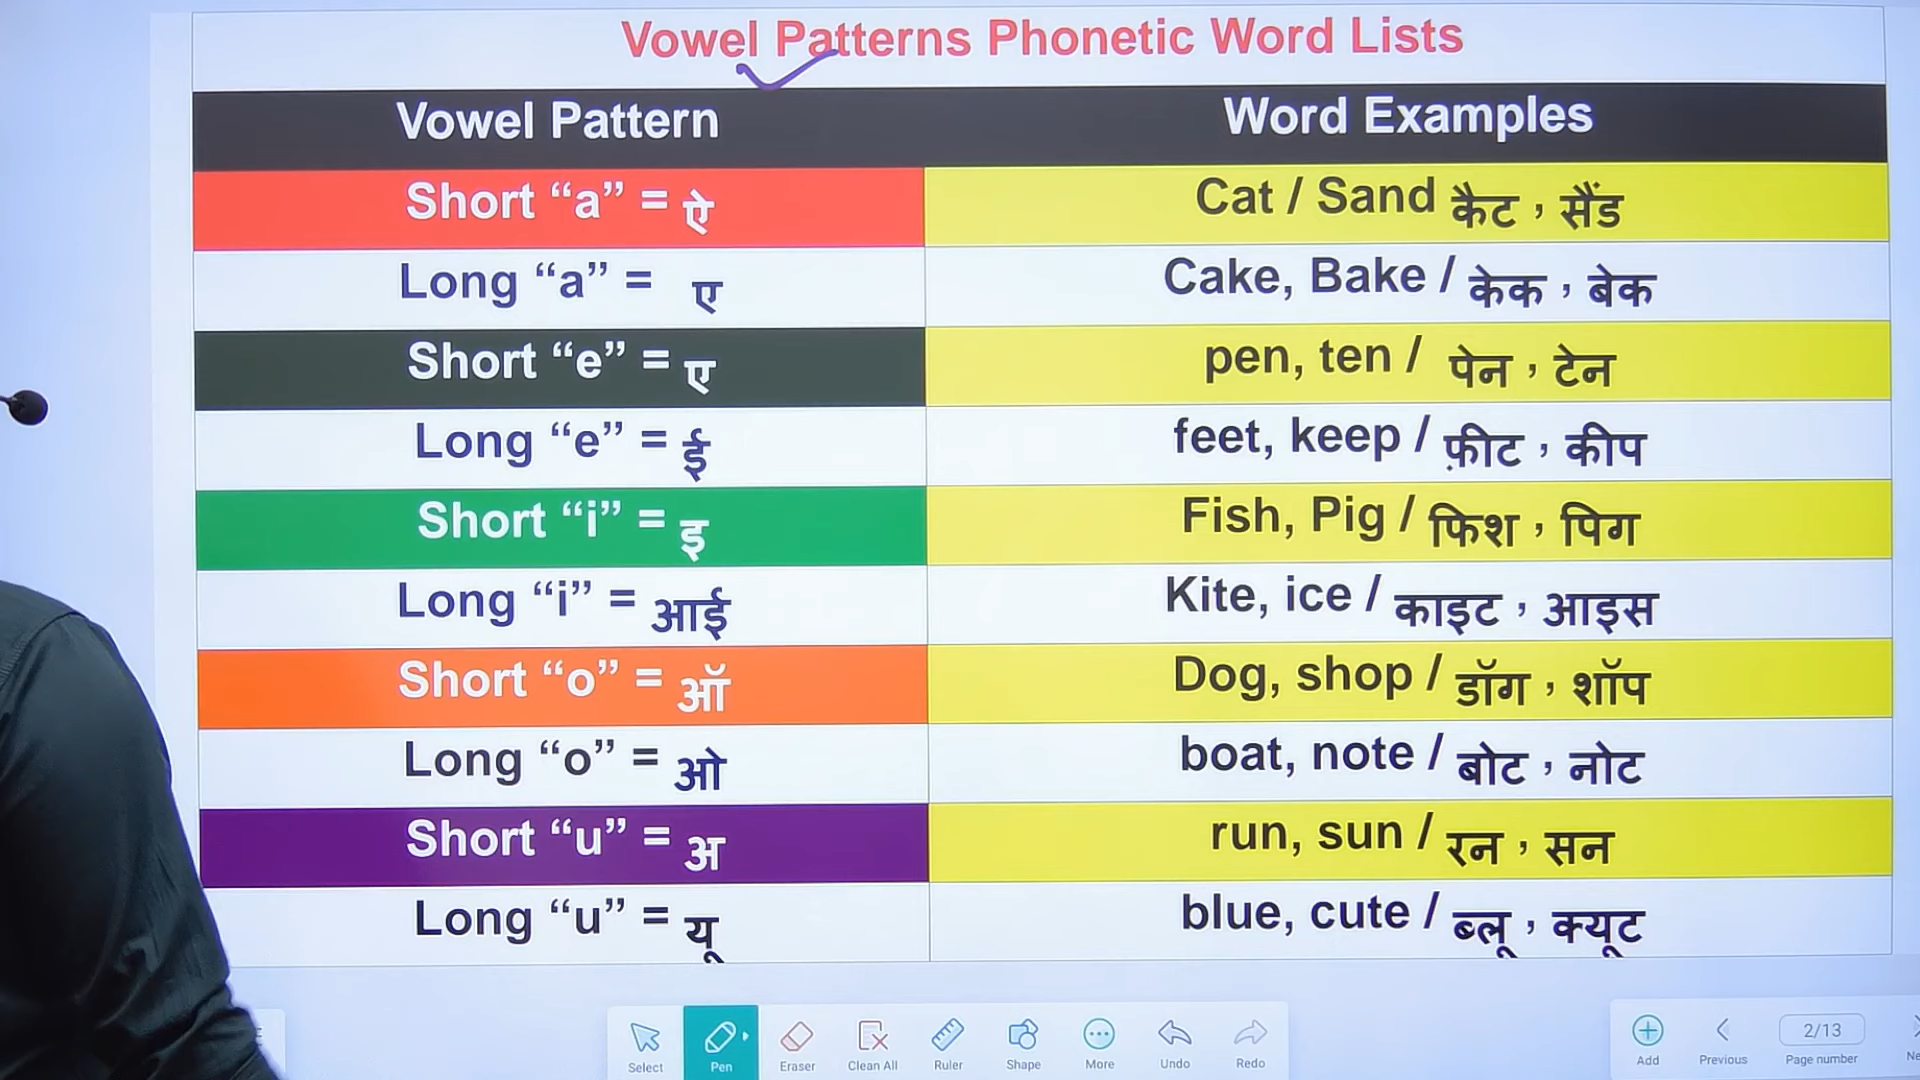 Vowel Patterns Phonetic Word Lists
Vowel Pattern Word Examples
Short “a” = ऐ Cat / Sand कैट , सैंड
Long “a” = ए Cake, Bake / केक , बेक
Short “e” = ए pen, ten / पेन , टेन
Long “e” = ई feet, keep / फ़ीट , कीप
Short “i” = इ Fish, Pig / फिश , पिग
Long “i” = आई Kite, ice / काइट , आइस
Short “o” = ऑ Dog, shop / डॉग , शॉप
Long “o” = ओ boat, note / बोट , नोट
Short “u” = अ run, sun / रन , सन
Long “u” = यू blue, cute / ब्लू , क्यूट
Select Pen Eraser Clean All Ruler Shape More Undo Redo Add Previous 2/13 Page number